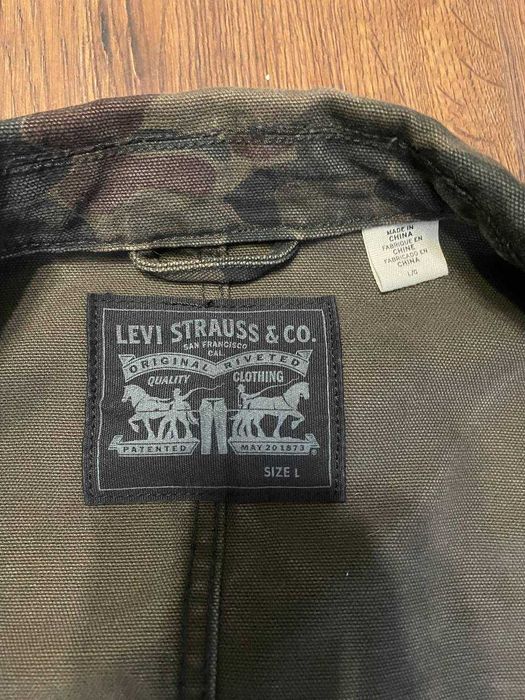 MADE IN
CHINA
FABRIQUÉ EN
CHINE
FABRICADO EN
CHINA
L/G
LEVI STRAUSS & CO.
SAN FRANCISCO
CAL
ORIGINAL RIVETED
QUALITY CLOTHING
PATENTED MAY 20 1873
SIZE L